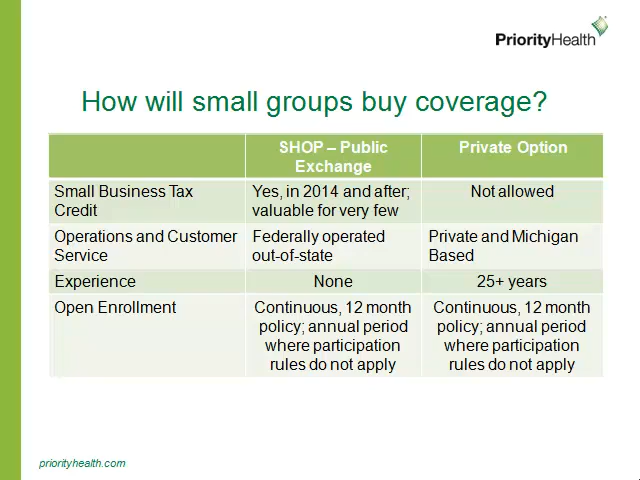 PriorityHealth
How will small groups buy coverage?
SHOP – Public Exchange
Private Option
Small Business Tax Credit
Yes, in 2014 and after; valuable for very few
Not allowed
Operations and Customer Service
Federally operated out-of-state
Private and Michigan Based
Experience
None
25+ years
Open Enrollment
Continuous, 12 month policy; annual period where participation rules do not apply
Continuous, 12 month policy; annual period where participation rules do not apply
priorityhealth.com